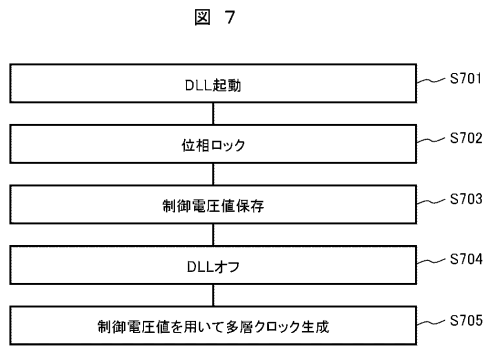 図 7
DLL起動
S701
位相ロック
S702
制御電圧値保存
S703
DLLオフ
S704
制御電圧値を用いて多層クロック生成
S705